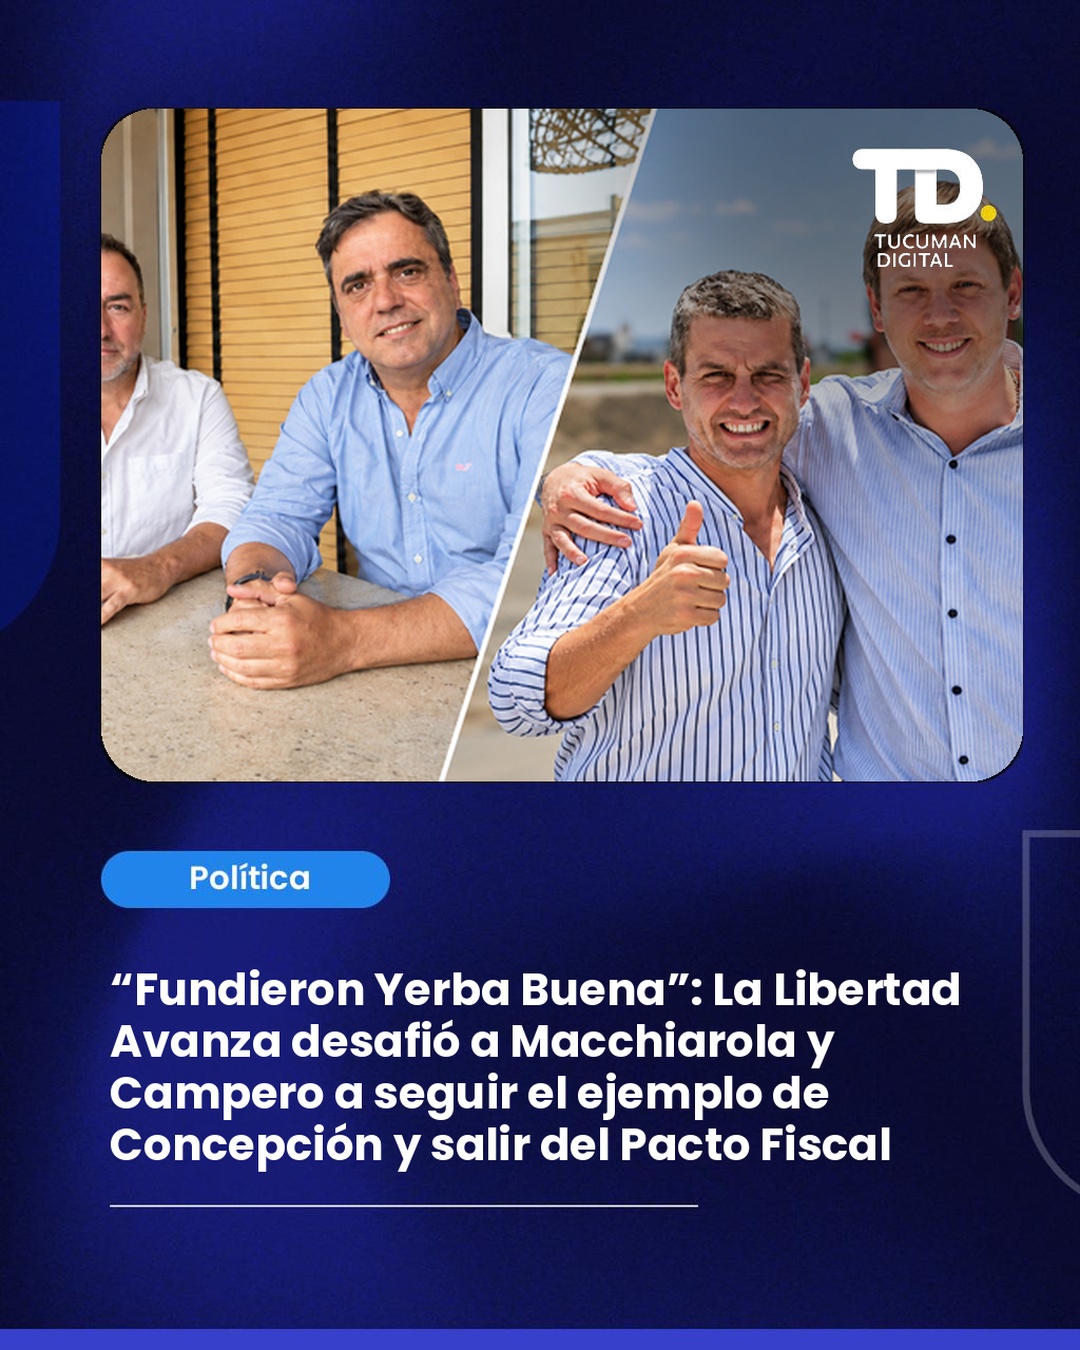 TD.
TUCUMAN
DIGITAL
Política
“Fundieron Yerba Buena”: La Libertad
Avanza desafió a Macchiarola y
Campero a seguir el ejemplo de
Concepción y salir del Pacto Fiscal